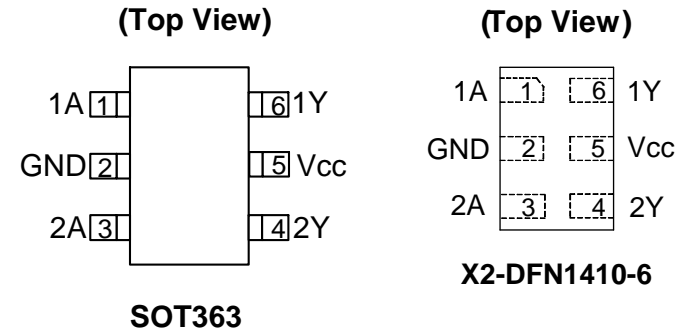 (Top View)
1A 1 6 1Y
GND 2 5 Vcc
2A 3 4 2Y
SOT363
(Top View)
1A 1 6 1Y
GND 2 5 Vcc
2A 3 4 2Y
X2-DFN1410-6